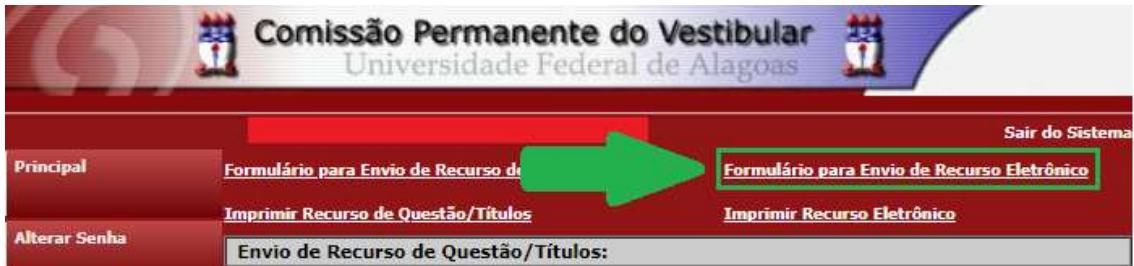 Comissão Permanente do Vestibular
Universidade Federal de Alagoas
Sair do Sistema
Principal
Formulário para Envio de Recurso de
Formulário para Envio de Recurso Eletrônico
Imprimir Recurso de Questão/Títulos
Imprimir Recurso Eletrônico
Alterar Senha
Envio de Recurso de Questão/Títulos: